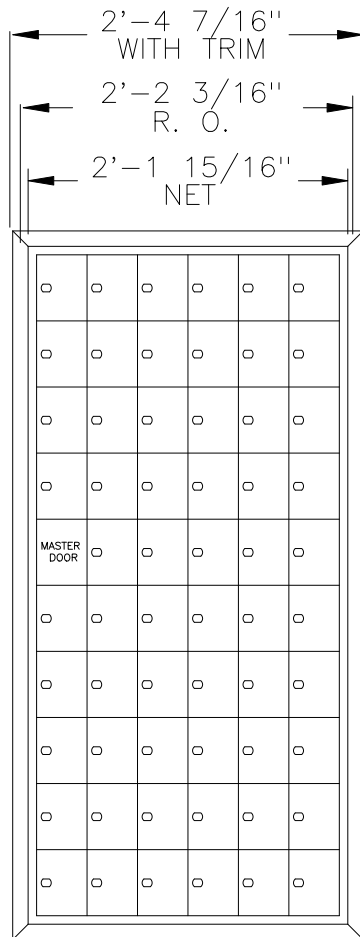 2'-4 7/16"
WITH TRIM
2'-2 3/16"
R. O.
2'-1 15/16"
NET
MASTER
DOOR